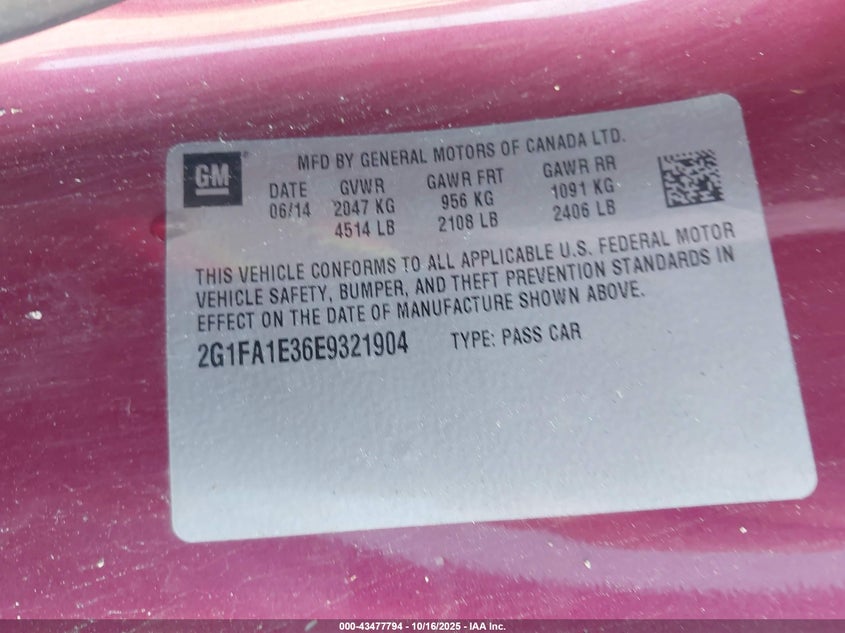 GM
MFD BY GENERAL MOTORS OF CANADA LTD.
DATE GVWR GAWR FRT GAWR RR
06/14 2047 KG 956 KG 1091 KG
4514 LB 2108 LB 2406 LB
THIS VEHICLE CONFORMS TO ALL APPLICABLE U.S. FEDERAL MOTOR
VEHICLE SAFETY, BUMPER, AND THEFT PREVENTION STANDARDS IN
EFFECT ON THE DATE OF MANUFACTURE SHOWN ABOVE.
2G1FA1E36E9321904 TYPE: PASS CAR
000-43477794 - 10/16/2025 - IAA Inc.